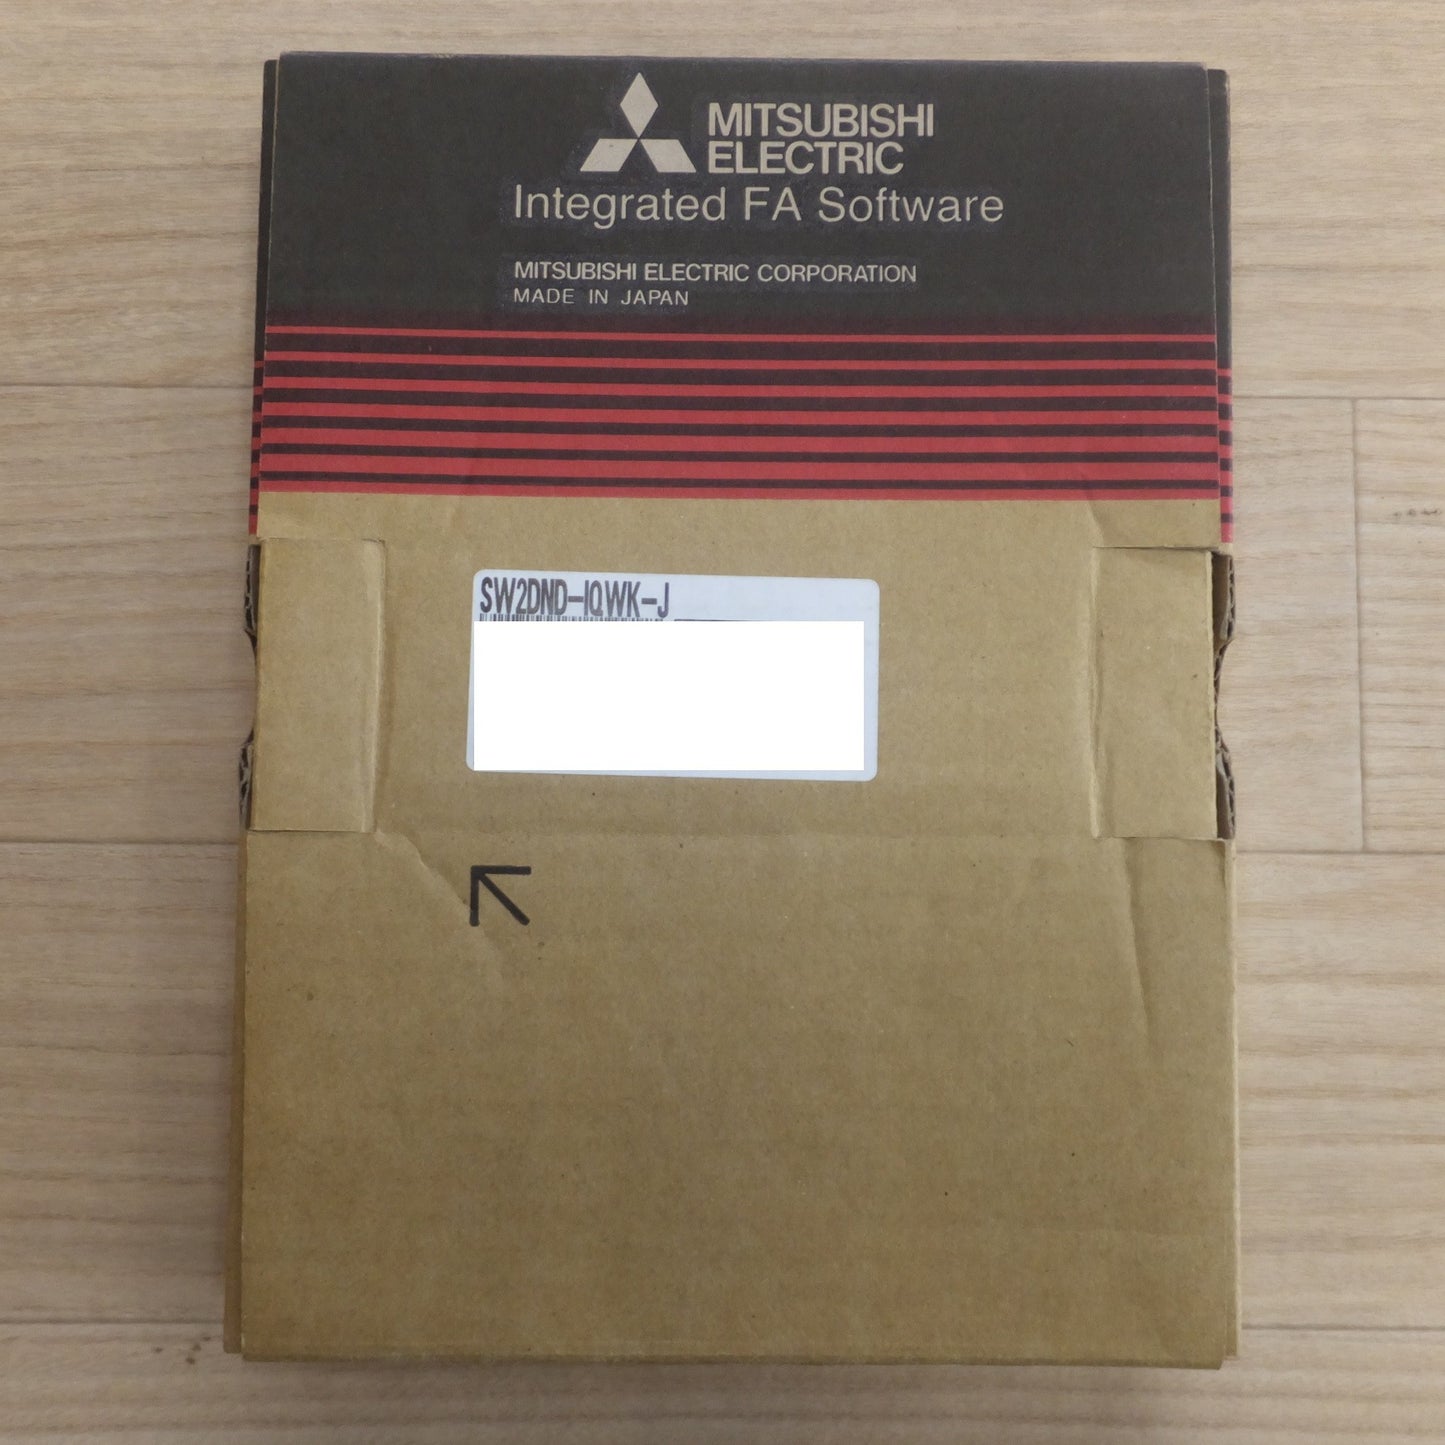 MITSUBISHI
ELECTRIC
Integrated FA Software
MITSUBISHI ELECTRIC CORPORATION
MADE IN JAPAN
SW2DND-IQWK-J